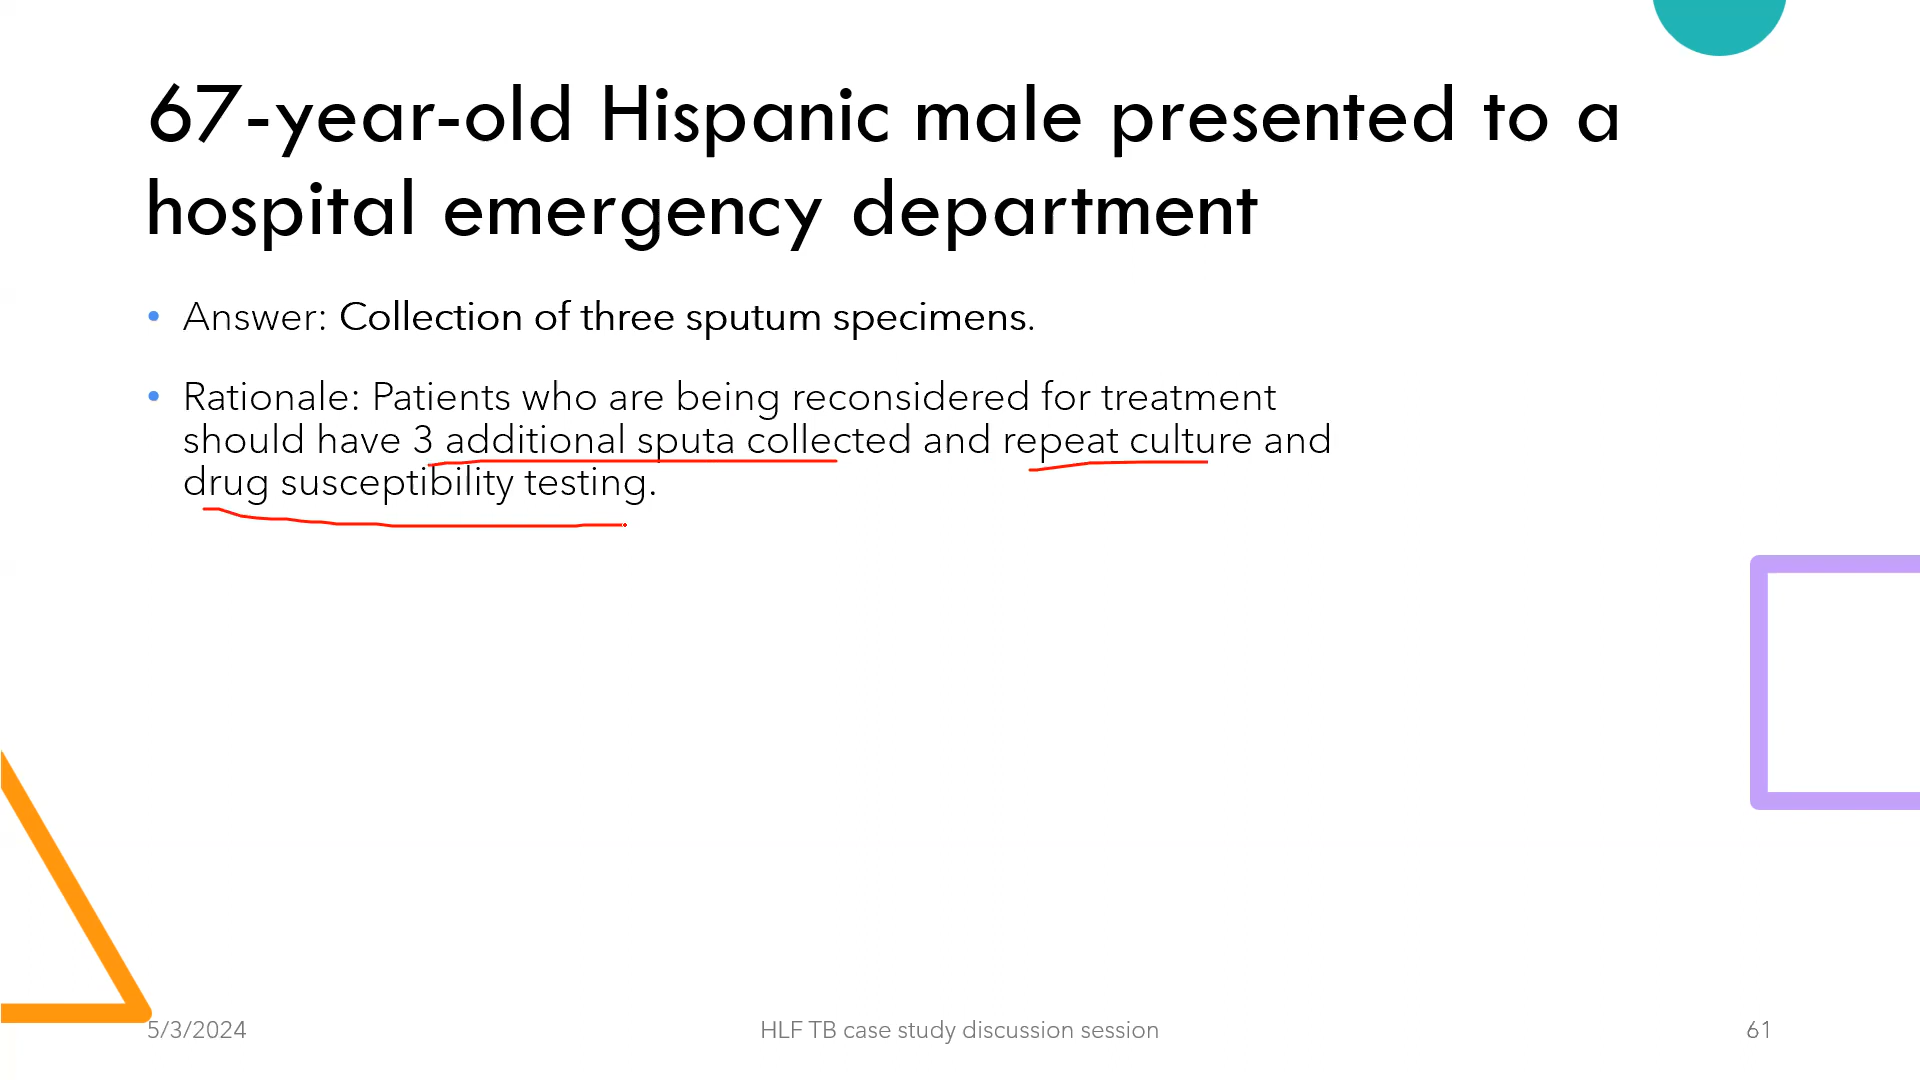 67-year-old Hispanic male presented to a
hospital emergency department
• Answer: Collection of three sputum specimens.
• Rationale: Patients who are being reconsidered for treatment
should have 3 additional sputa collected and repeat culture and
drug susceptibility testing.
5/3/2024
HLF TB case study discussion session
61